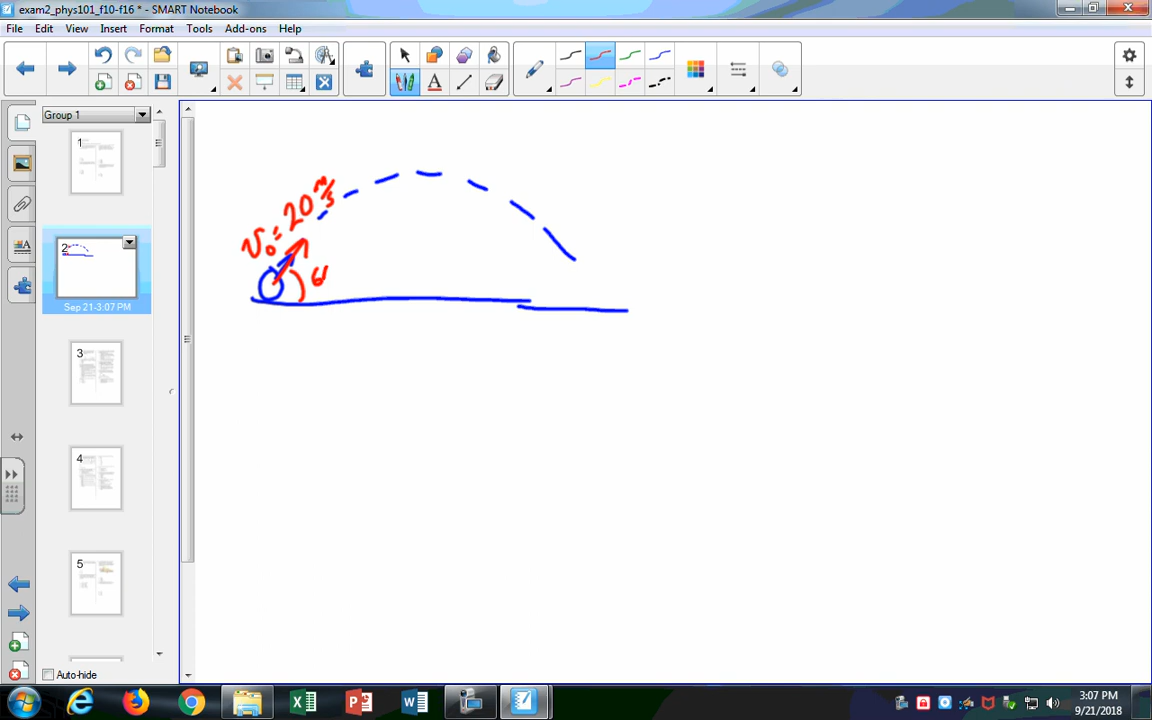 exam2_phys101_f10-f16 * - SMART Notebook
File Edit View Insert Format Tools Add-ons Help
Group 1
1
2
Sep 21-3:07 PM
3
4
5
Auto-hide
V₀ = 20 m/s
3:07 PM
9/21/2018